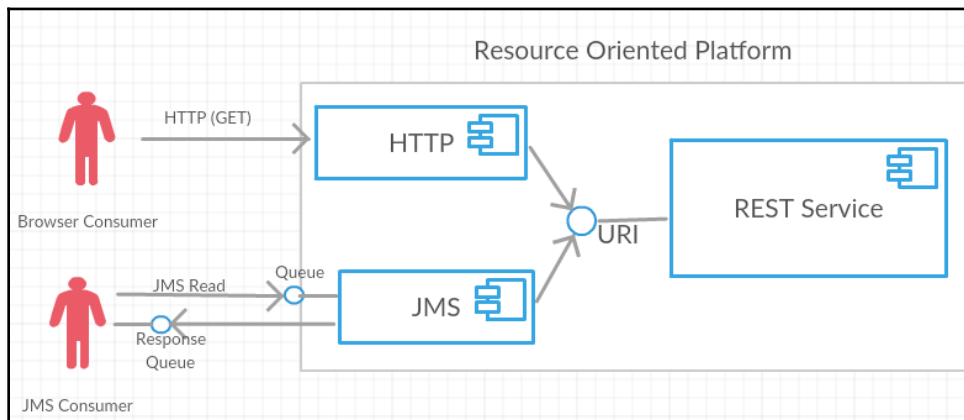 Resource Oriented Platform
HTTP (GET)
HTTP
REST Service
Browser Consumer
URI
Queue
JMS Read
JMS
Response
Queue
JMS Consumer